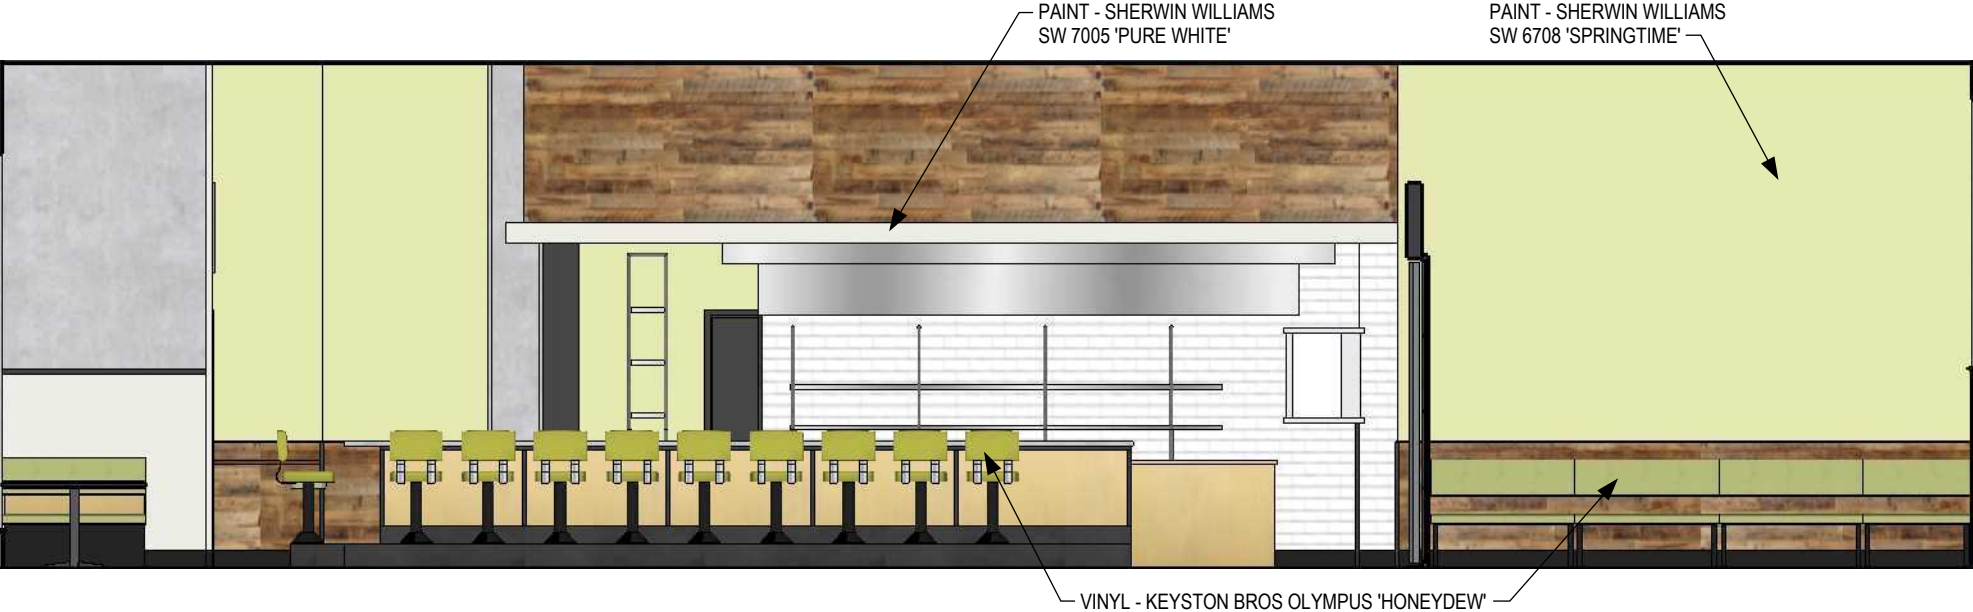 PAINT - SHERWIN WILLIAMS
SW 7005 'PURE WHITE'
PAINT - SHERWIN WILLIAMS
SW 6708 'SPRINGTIME'
VINYL - KEYSTON BROS OLYMPUS 'HONEYDEW'